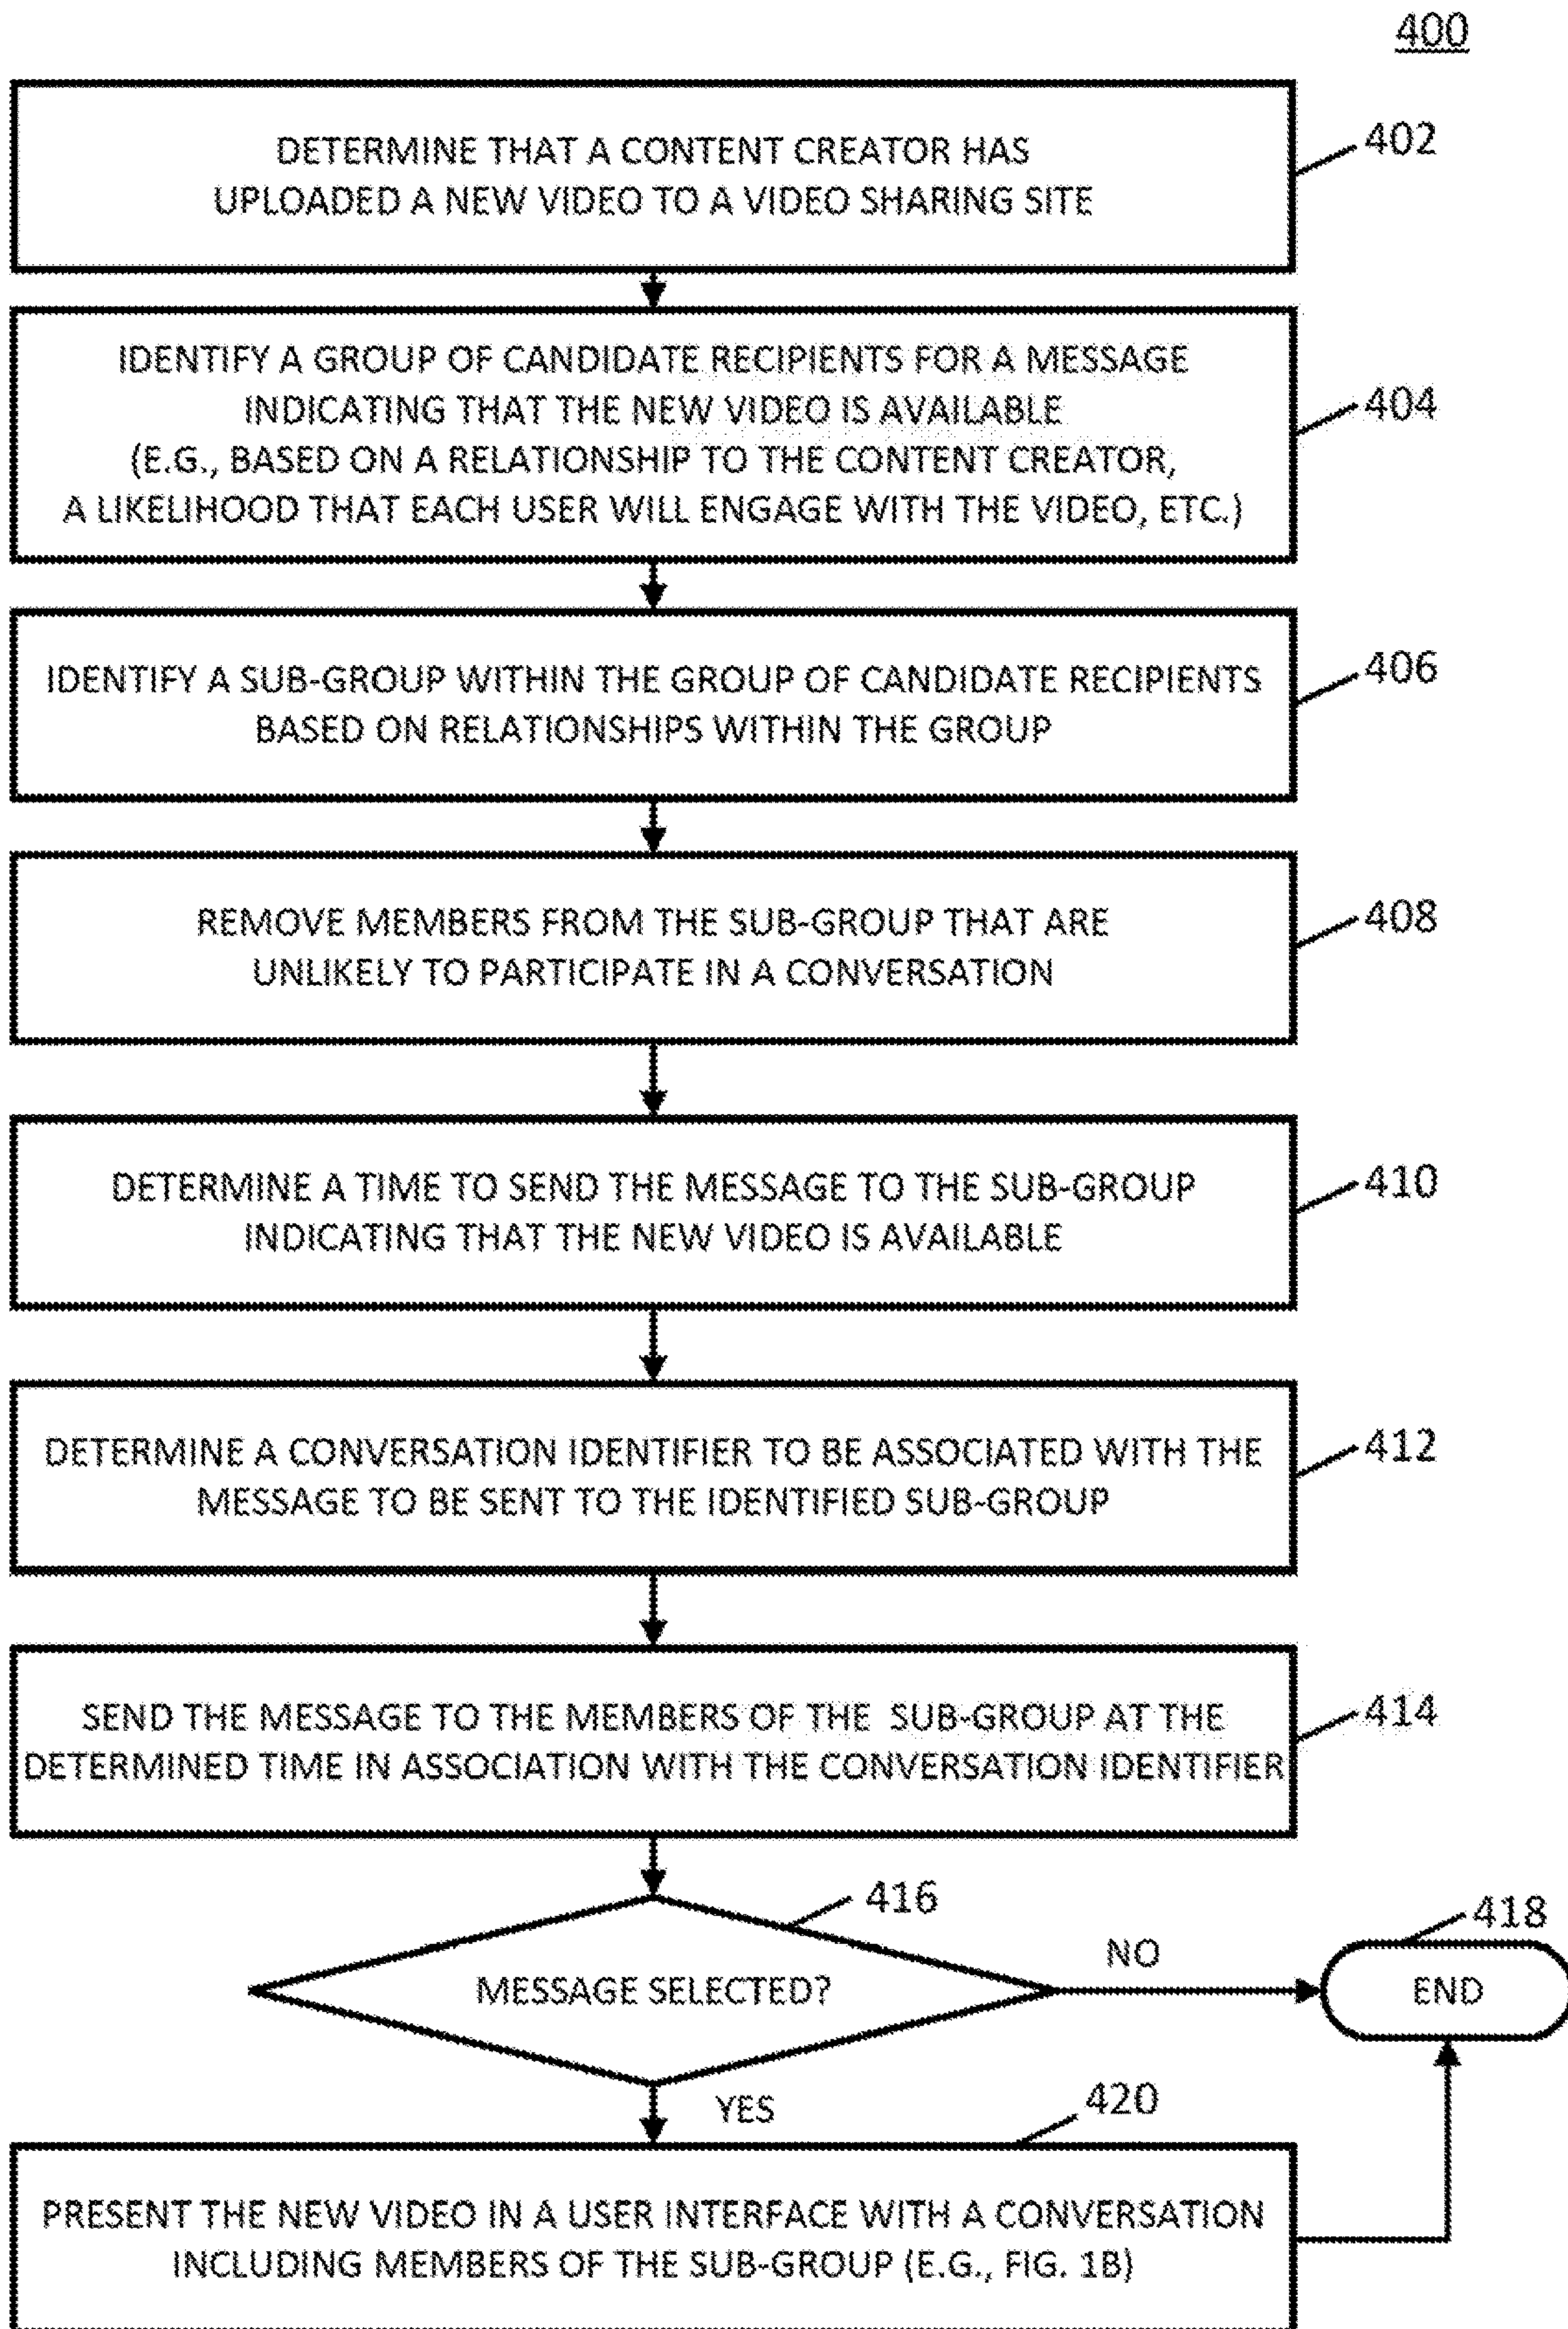 400
DETERMINE THAT A CONTENT CREATOR HAS
UPLOADED A NEW VIDEO TO A VIDEO SHARING SITE
402
IDENTIFY A GROUP OF CANDIDATE RECIPIENTS FOR A MESSAGE
INDICATING THAT THE NEW VIDEO IS AVAILABLE
(E.G., BASED ON A RELATIONSHIP TO THE CONTENT CREATOR,
A LIKELIHOOD THAT EACH USER WILL ENGAGE WITH THE VIDEO, ETC.)
404
IDENTIFY A SUB-GROUP WITHIN THE GROUP OF CANDIDATE RECIPIENTS
BASED ON RELATIONSHIPS WITHIN THE GROUP
406
REMOVE MEMBERS FROM THE SUB-GROUP THAT ARE
UNLIKELY TO PARTICIPATE IN A CONVERSATION
408
DETERMINE A TIME TO SEND THE MESSAGE TO THE SUB-GROUP
INDICATING THAT THE NEW VIDEO IS AVAILABLE
410
DETERMINE A CONVERSATION IDENTIFIER TO BE ASSOCIATED WITH THE
MESSAGE TO BE SENT TO THE IDENTIFIED SUB-GROUP
412
SEND THE MESSAGE TO THE MEMBERS OF THE SUB-GROUP AT THE
DETERMINED TIME IN ASSOCIATION WITH THE CONVERSATION IDENTIFIER
414
416
MESSAGE SELECTED?
NO
418
END
YES
420
PRESENT THE NEW VIDEO IN A USER INTERFACE WITH A CONVERSATION
INCLUDING MEMBERS OF THE SUB-GROUP (E.G., FIG. 1B)